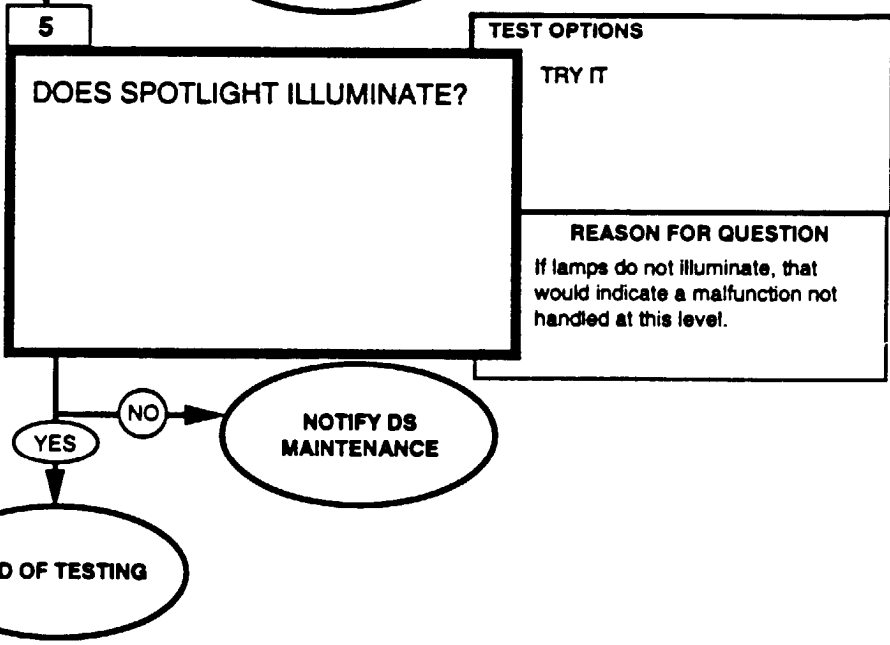 5
DOES SPOTLIGHT ILLUMINATE?
TEST OPTIONS
TRY IT
REASON FOR QUESTION
If lamps do not illuminate, that
would indicate a malfunction not
handled at this level.
NO
NOTIFY DS
MAINTENANCE
YES
D OF TESTING